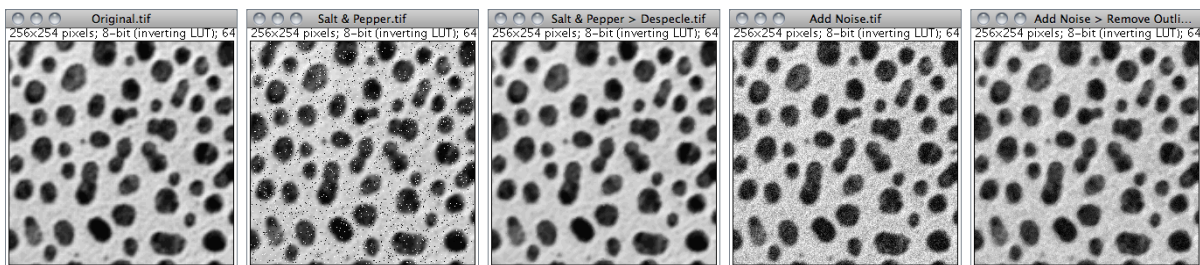 Original.tif
256x254 pixels; 8-bit (inverting LUT); 64
Salt & Pepper.tif
256x254 pixels; 8-bit (inverting LUT); 64
Salt & Pepper > Despecle.tif
256x254 pixels; 8-bit (inverting LUT); 64
Add Noise.tif
256x254 pixels; 8-bit (inverting LUT); 64
Add Noise > Remove Outli...
256x254 pixels; 8-bit (inverting LUT); 64